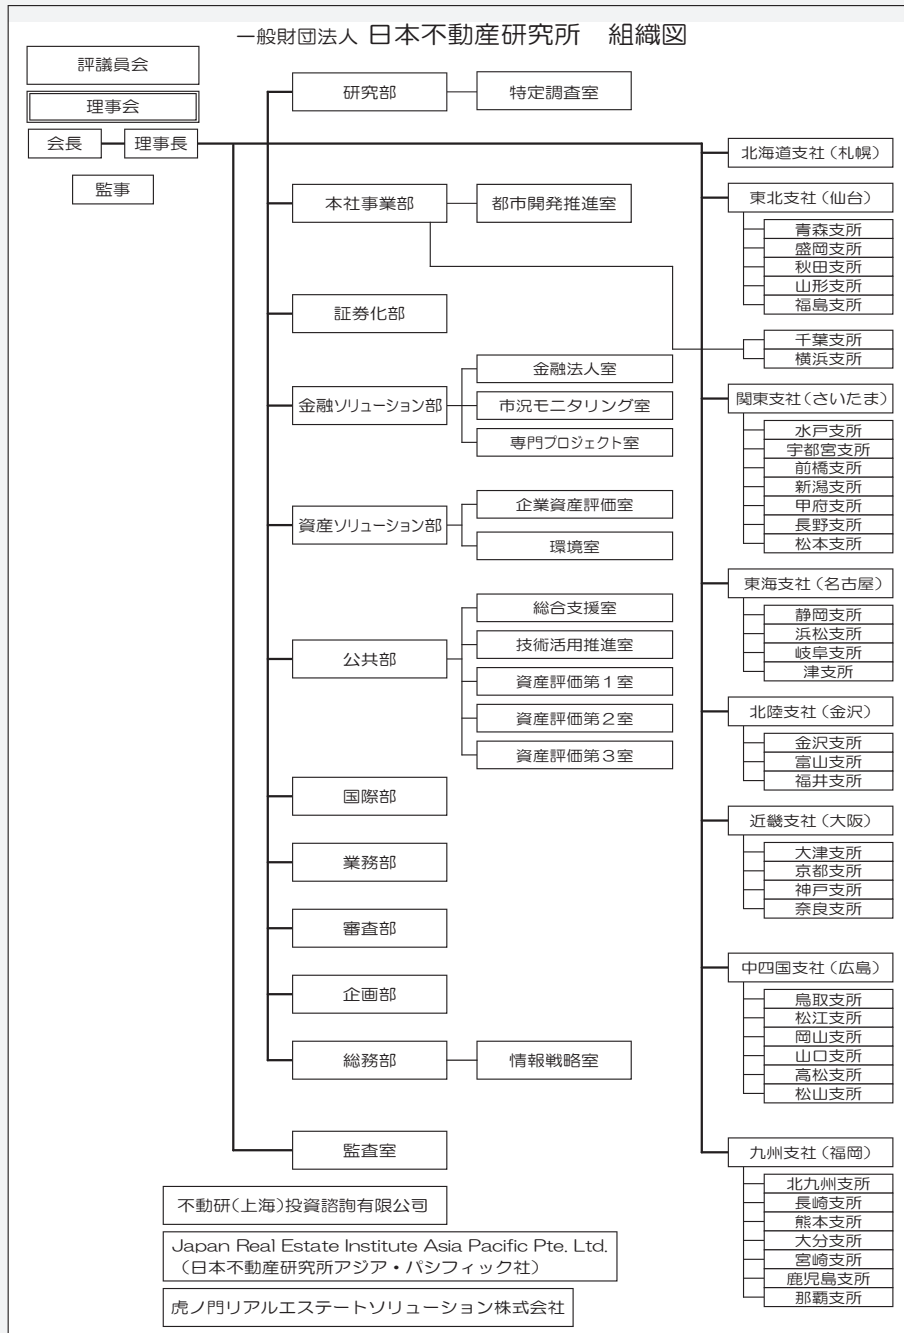 一般財団法人 日本不動産研究所 組織図
評議員会
理事会
会長
理事長
監事
研究部
特定調査室
本社事業部
都市開発推進室
証券化部
金融ソリューション部
金融法人室
市況モニタリング室
専門プロジェクト室
資産ソリューション部
企業資産評価室
環境室
公共部
総合支援室
技術活用推進室
資産評価第1室
資産評価第2室
資産評価第3室
国際部
業務部
審査部
企画部
総務部
情報戦略室
監査室
不動研(上海)投資諮詢有限公司
Japan Real Estate Institute Asia Pacific Pte. Ltd.
(日本不動産研究所アジア・パシフィック社)
虎ノ門リアルエステートソリューション株式会社
北海道支社(札幌)
東北支社(仙台)
青森支所
盛岡支所
秋田支所
山形支所
福島支所
千葉支所
横浜支所
関東支社(さいたま)
水戸支所
宇都宮支所
前橋支所
新潟支所
甲府支所
長野支所
松本支所
東海支社(名古屋)
静岡支所
浜松支所
岐阜支所
津支所
北陸支社(金沢)
金沢支所
富山支所
福井支所
近畿支社(大阪)
大津支所
京都支所
神戸支所
奈良支所
中四国支社(広島)
鳥取支所
松江支所
岡山支所
山口支所
高松支所
松山支所
九州支社(福岡)
北九州支所
長崎支所
熊本支所
大分支所
宮崎支所
鹿児島支所
那覇支所